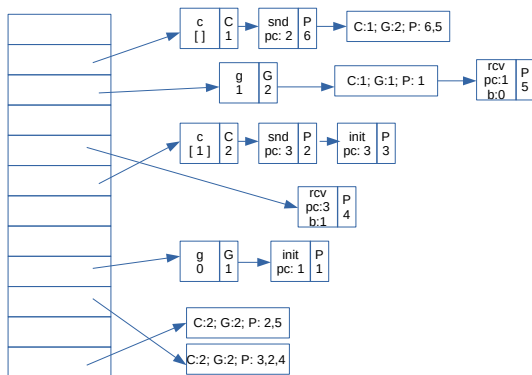 c C snd P C:1; G:2; P: 6,5
[ ] 1 pc: 2 6
g G C:1; G:1; P: 1 rcv P
1 2 pc:1 5
b:0
c C snd P init P
[ 1 ] 2 pc: 3 2 pc: 3 3
rcv P
pc:3 4
b:1
g G init P
0 1 pc: 1 1
C:2; G:2; P: 2,5
C:2; G:2; P: 3,2,4